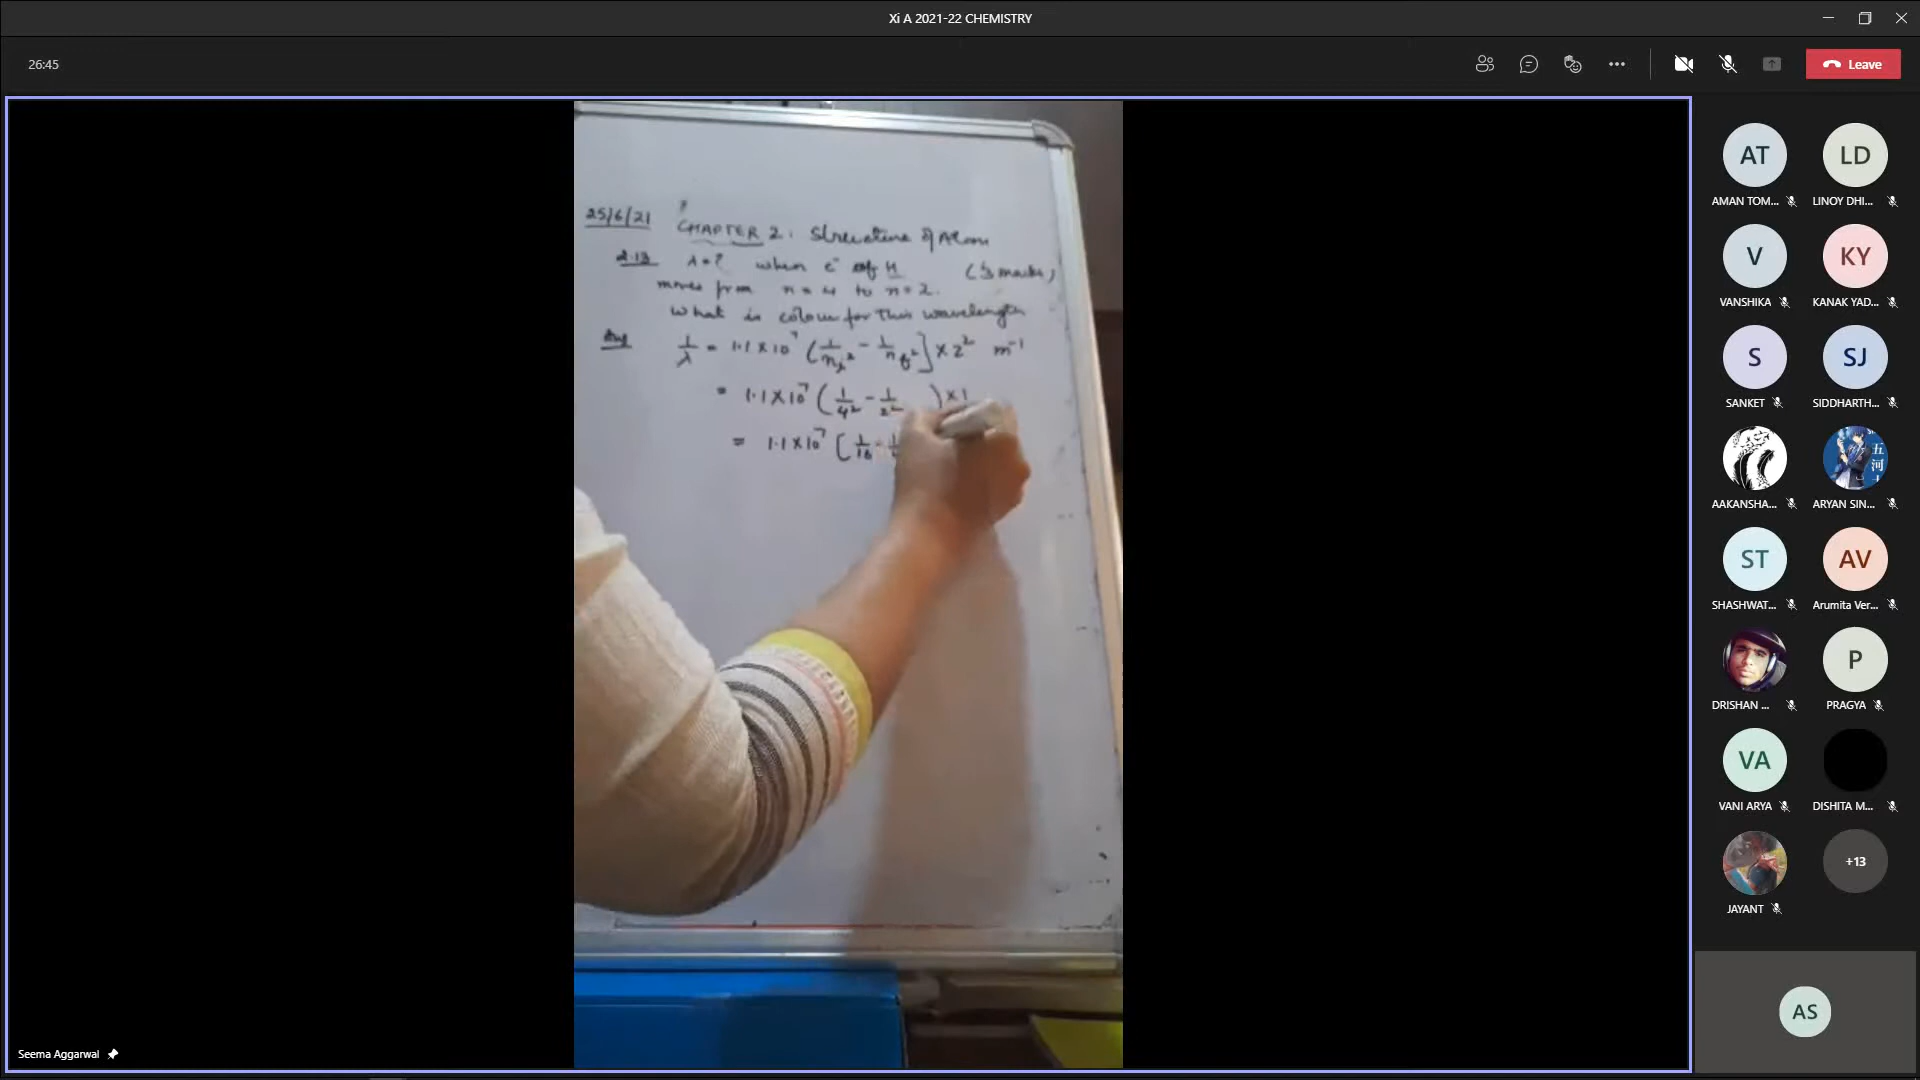 Xi A 2021-22 CHEMISTRY
26:45
Leave
25/6/21
CHAPTER 2. Structure of Atom
2.13 λ=? when e⁻ of H (3 marks)
moves from n=4 to n=2.
What is colour for this wavelength
Ans 1/λ = 1.1×10⁷ (1/nᵢ² - 1/n_f²] × z² m⁻¹
= 1.1×10⁷ (1/4² - 1/2² ) ×1
= 1.1×10⁷ [1/16 -
AT
AMAN TOM...
LD
LINOY DHI...
V
VANSHIKA
KY
KANAK YAD...
S
SANKET
SJ
SIDDHARTH...
AAKANSHA...
五
河
ARYAN SIN...
ST
SHASHWAT...
AV
Arumita Ver...
DRISHAN ...
P
PRAGYA
VA
VANI ARYA
DISHITA M...
JAYANT
+13
AS
Seema Aggarwal